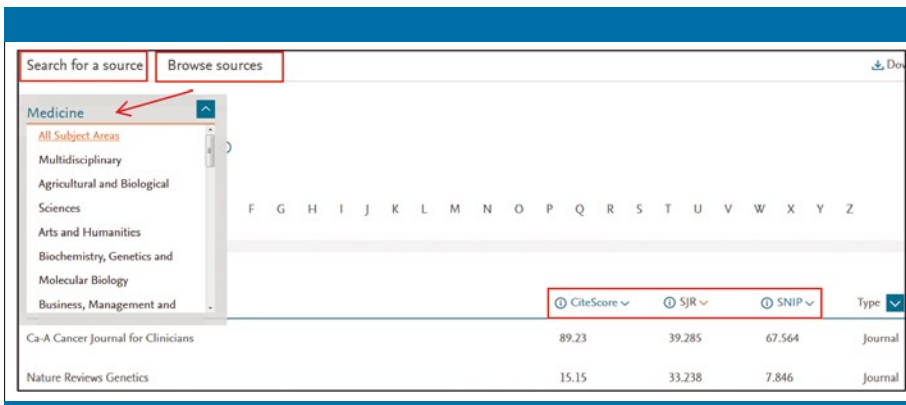 Search for a source Browse sources
Medicine
All Subject Areas
Multidisciplinary
Agricultural and Biological
Sciences
F G H I J K L M N O P Q R S T U V W X Y Z
Arts and Humanities
Biochemistry, Genetics and
Molecular Biology
Business, Management and
CiteScore SJR SNIP Type
Ca-A Cancer Journal for Clinicians 89.23 39.285 67.564 Journal
Nature Reviews Genetics 15.15 33.238 7.846 Journal